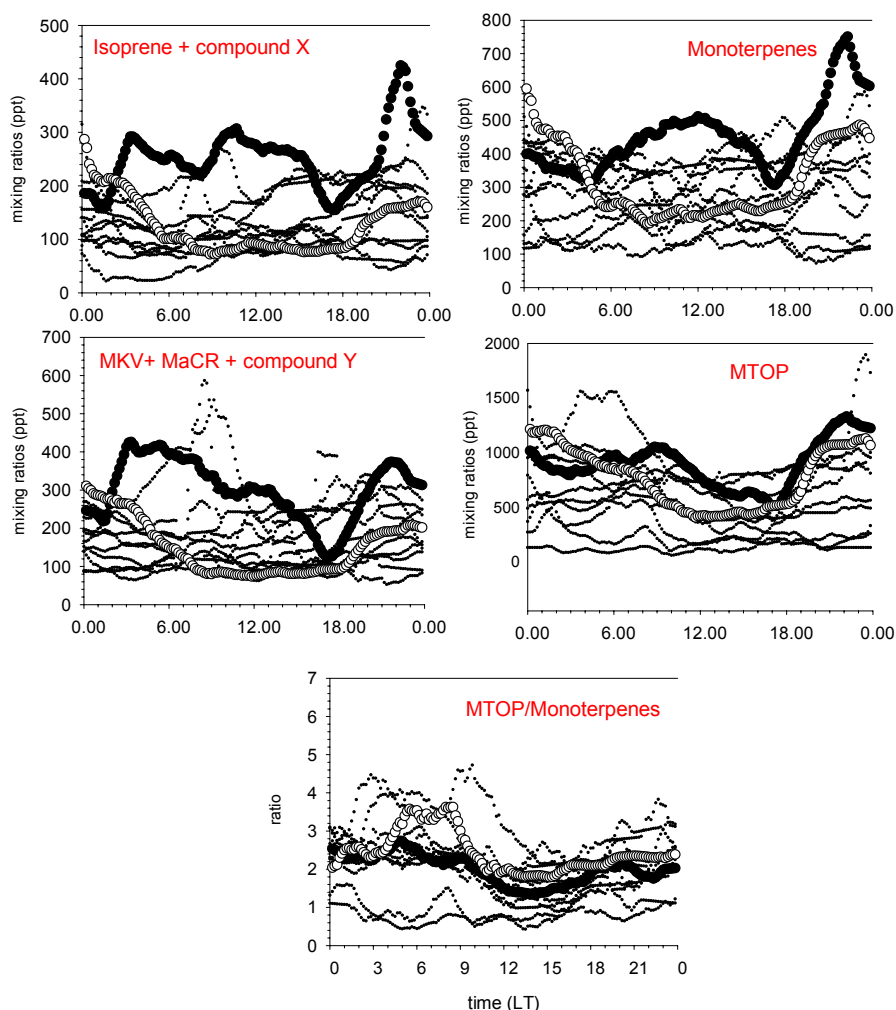 Isoprene + compound X
mixing ratios (ppt)
500
400
300
200
100
0
0.00 6.00 12.00 18.00 0.00
Monoterpenes
mixing ratios (ppt)
800
700
600
500
400
300
200
100
0
0.00 6.00 12.00 18.00 0.00
MKV+ MaCR + compound Y
mixing ratios (ppt)
700
600
500
400
300
200
100
0
0.00 6.00 12.00 18.00 0.00
MTOP
mixing ratios (ppt)
2000
1500
1000
500
0
0.00 6.00 12.00 18.00 0.00
MTOP/Monoterpenes
ratio
7
6
5
4
3
2
1
0
0 3 6 9 12 15 18 21 0
time (LT)